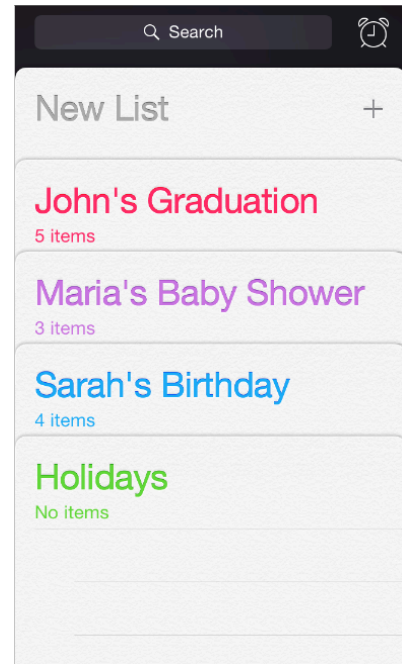 Search
New List
John's Graduation
5 items
Maria's Baby Shower
3 items
Sarah's Birthday
4 items
Holidays
No items